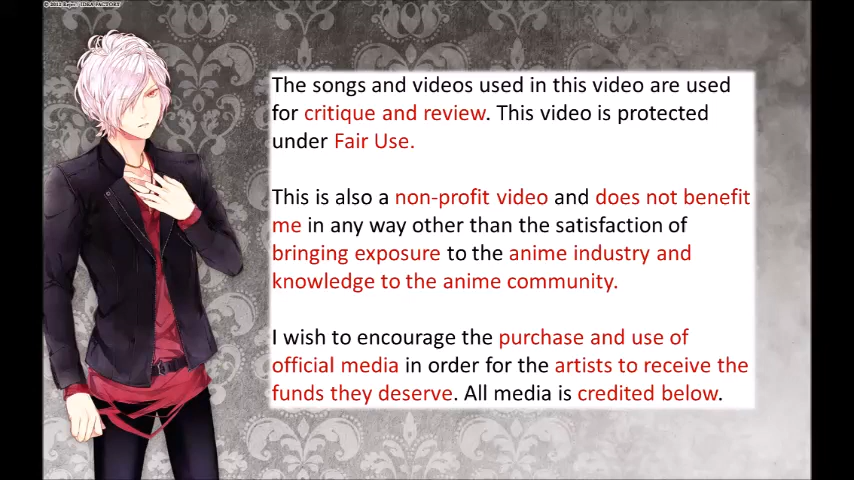 © 2012 Rejet / IDEA FACTORY
The songs and videos used in this video are used
for critique and review. This video is protected
under Fair Use.
This is also a non-profit video and does not benefit
me in any way other than the satisfaction of
bringing exposure to the anime industry and
knowledge to the anime community.
I wish to encourage the purchase and use of
official media in order for the artists to receive the
funds they deserve. All media is credited below.